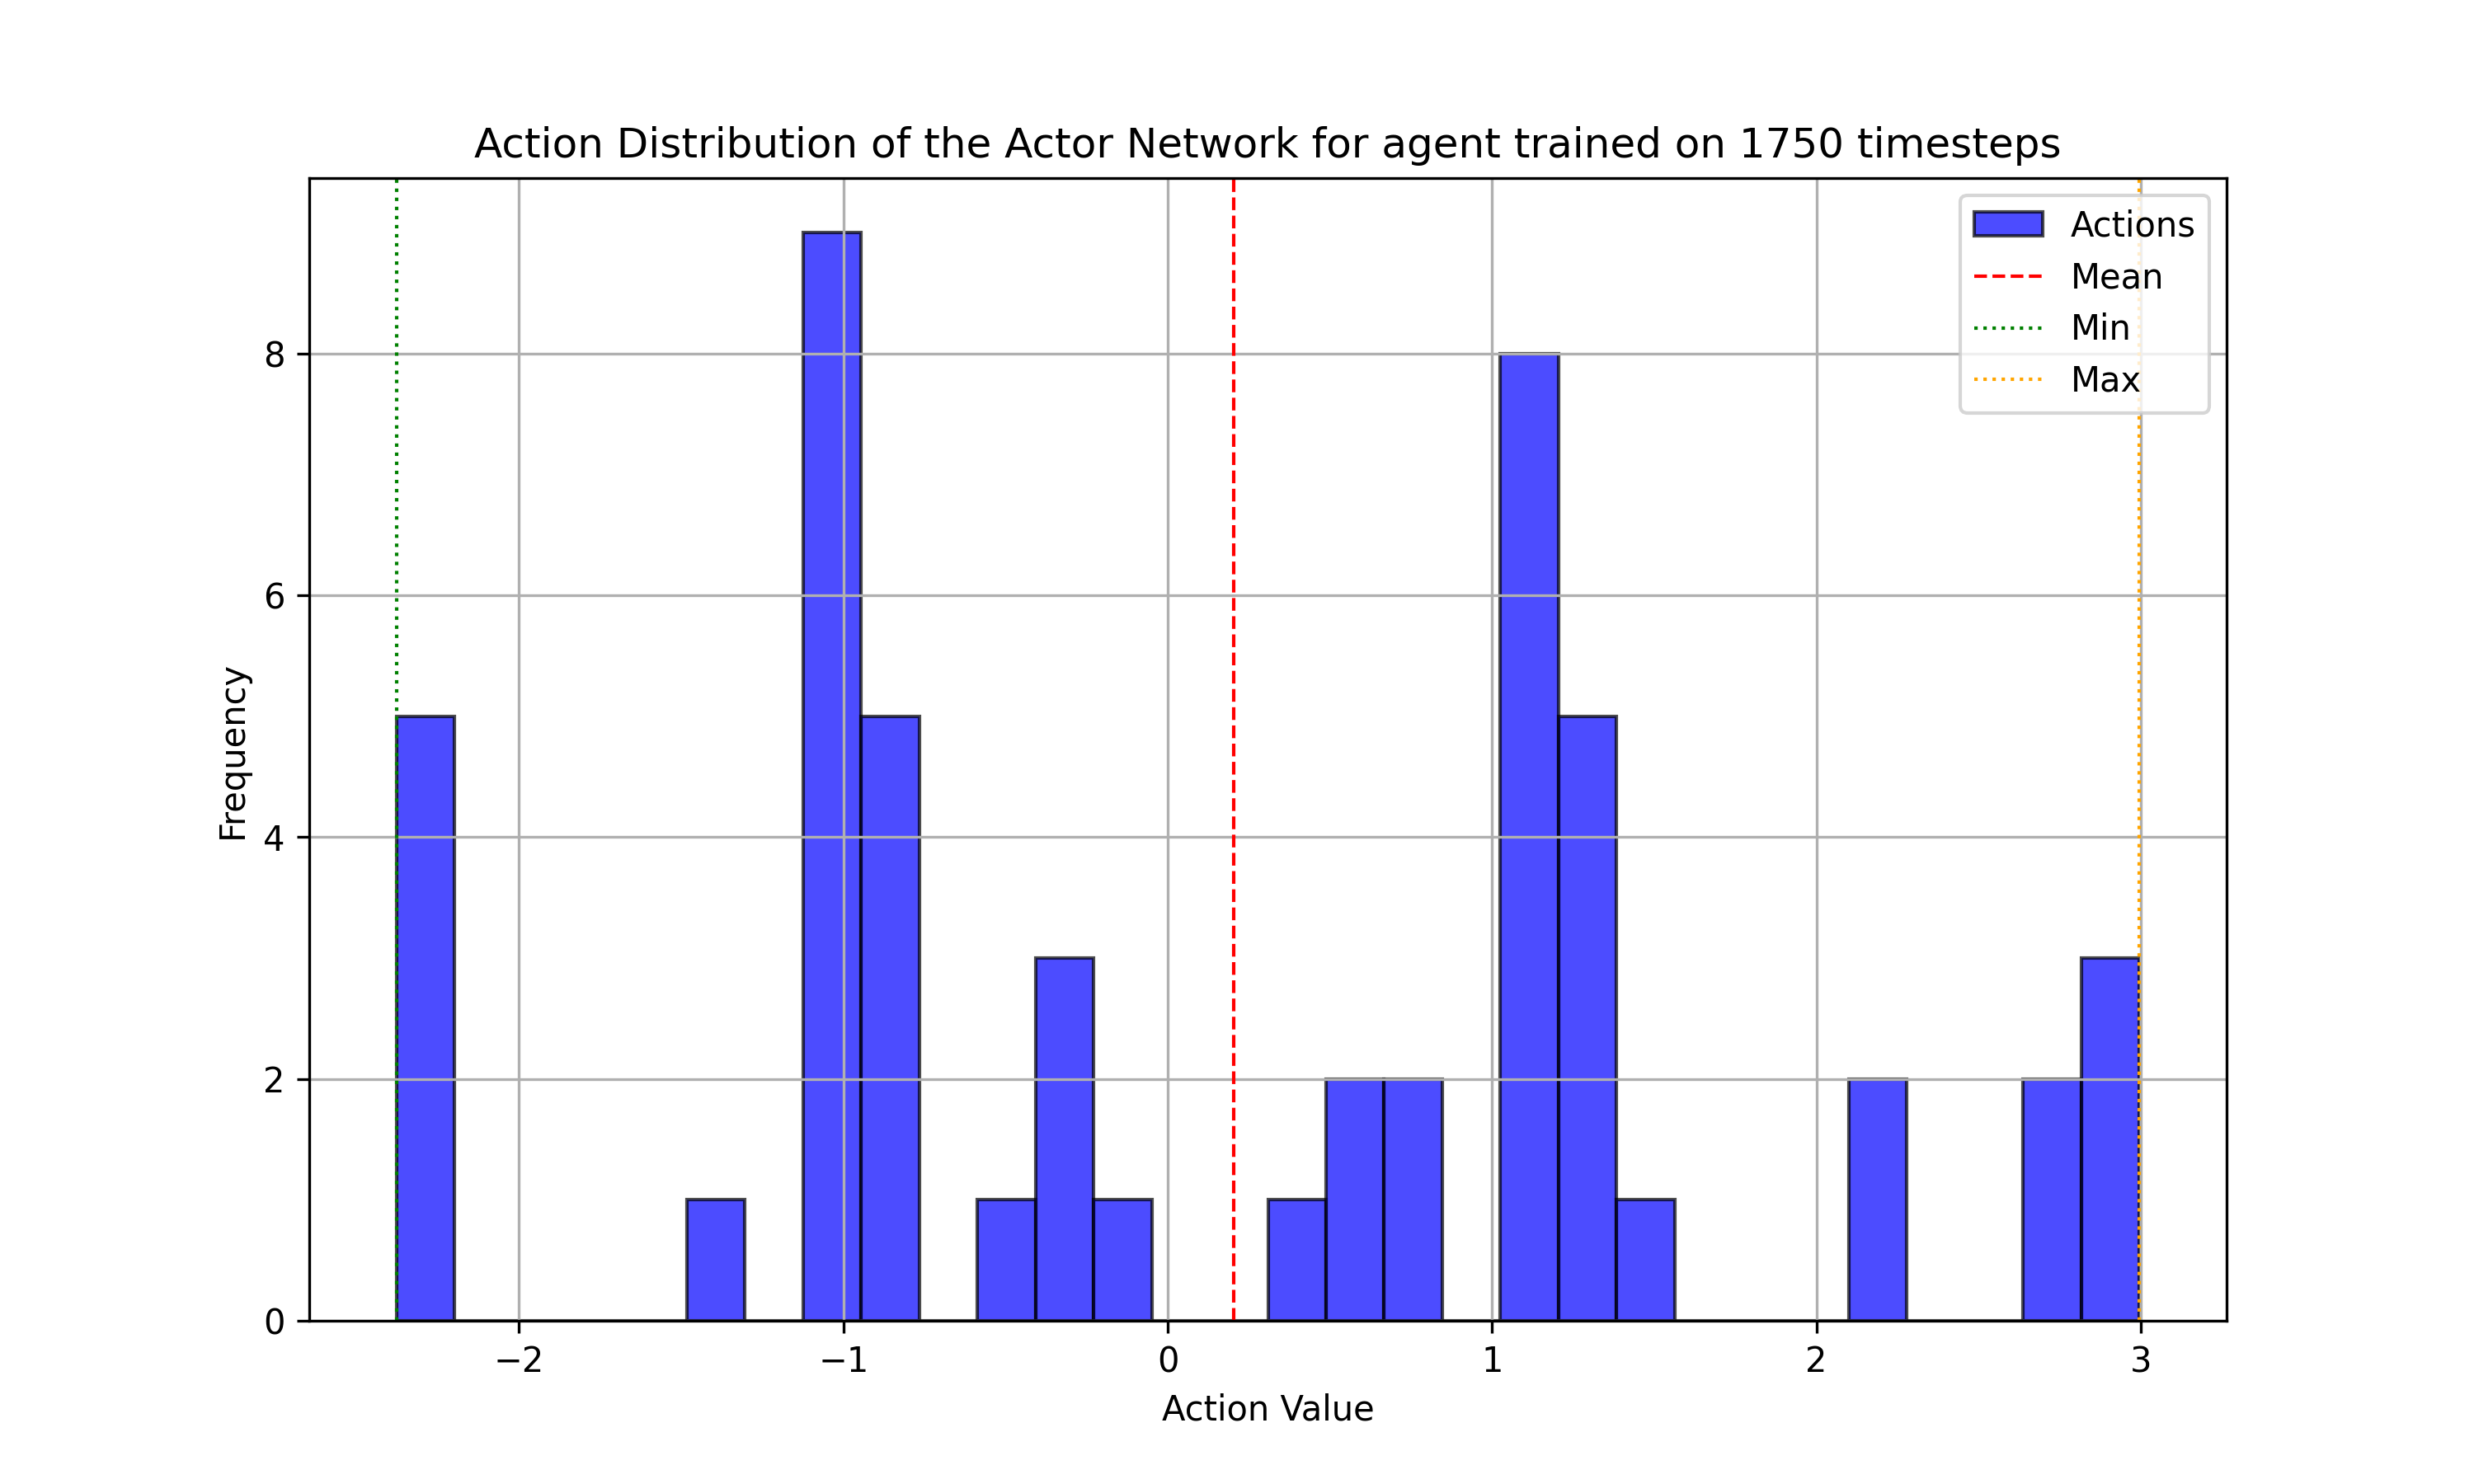 Action Distribution of the Actor Network for agent trained on 1750 timesteps
Actions
Mean
Min
Max
8
6
4
2
0
Frequency
−2
−1
0
1
2
3
Action Value